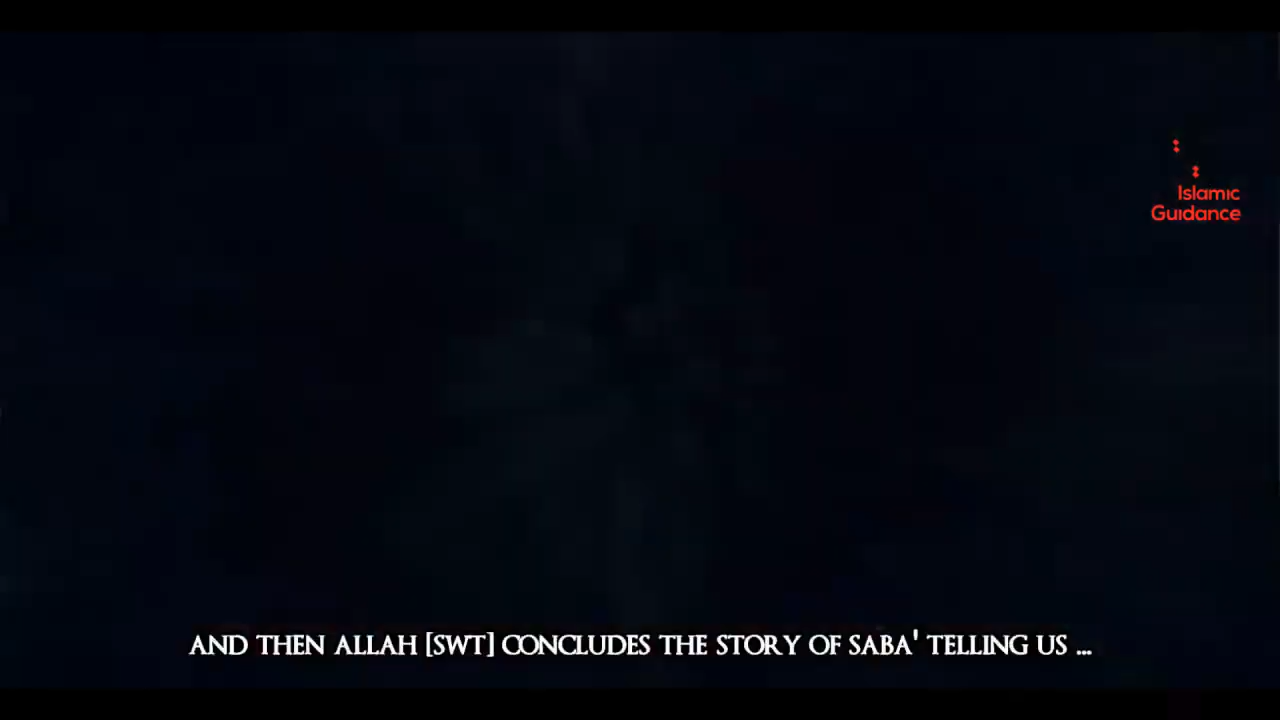 Islamic
Guidance
AND THEN ALLAH [SWT] CONCLUDES THE STORY OF SABA' TELLING US ...